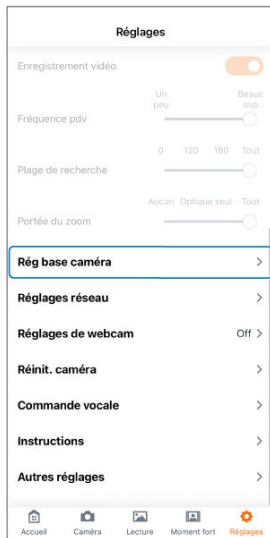 Réglages
Enregistrement vidéo
Un peu
Beauc oup
Fréquence pdv
0 120 180 Tout
Plage de recherche
Aucun Optique seul Tout
Portée du zoom
Rég base caméra
Réglages réseau
Réglages de webcam Off
Réinit. caméra
Commande vocale
Instructions
Autres réglages
Accueil Caméra Lecture Moment fort Réglages